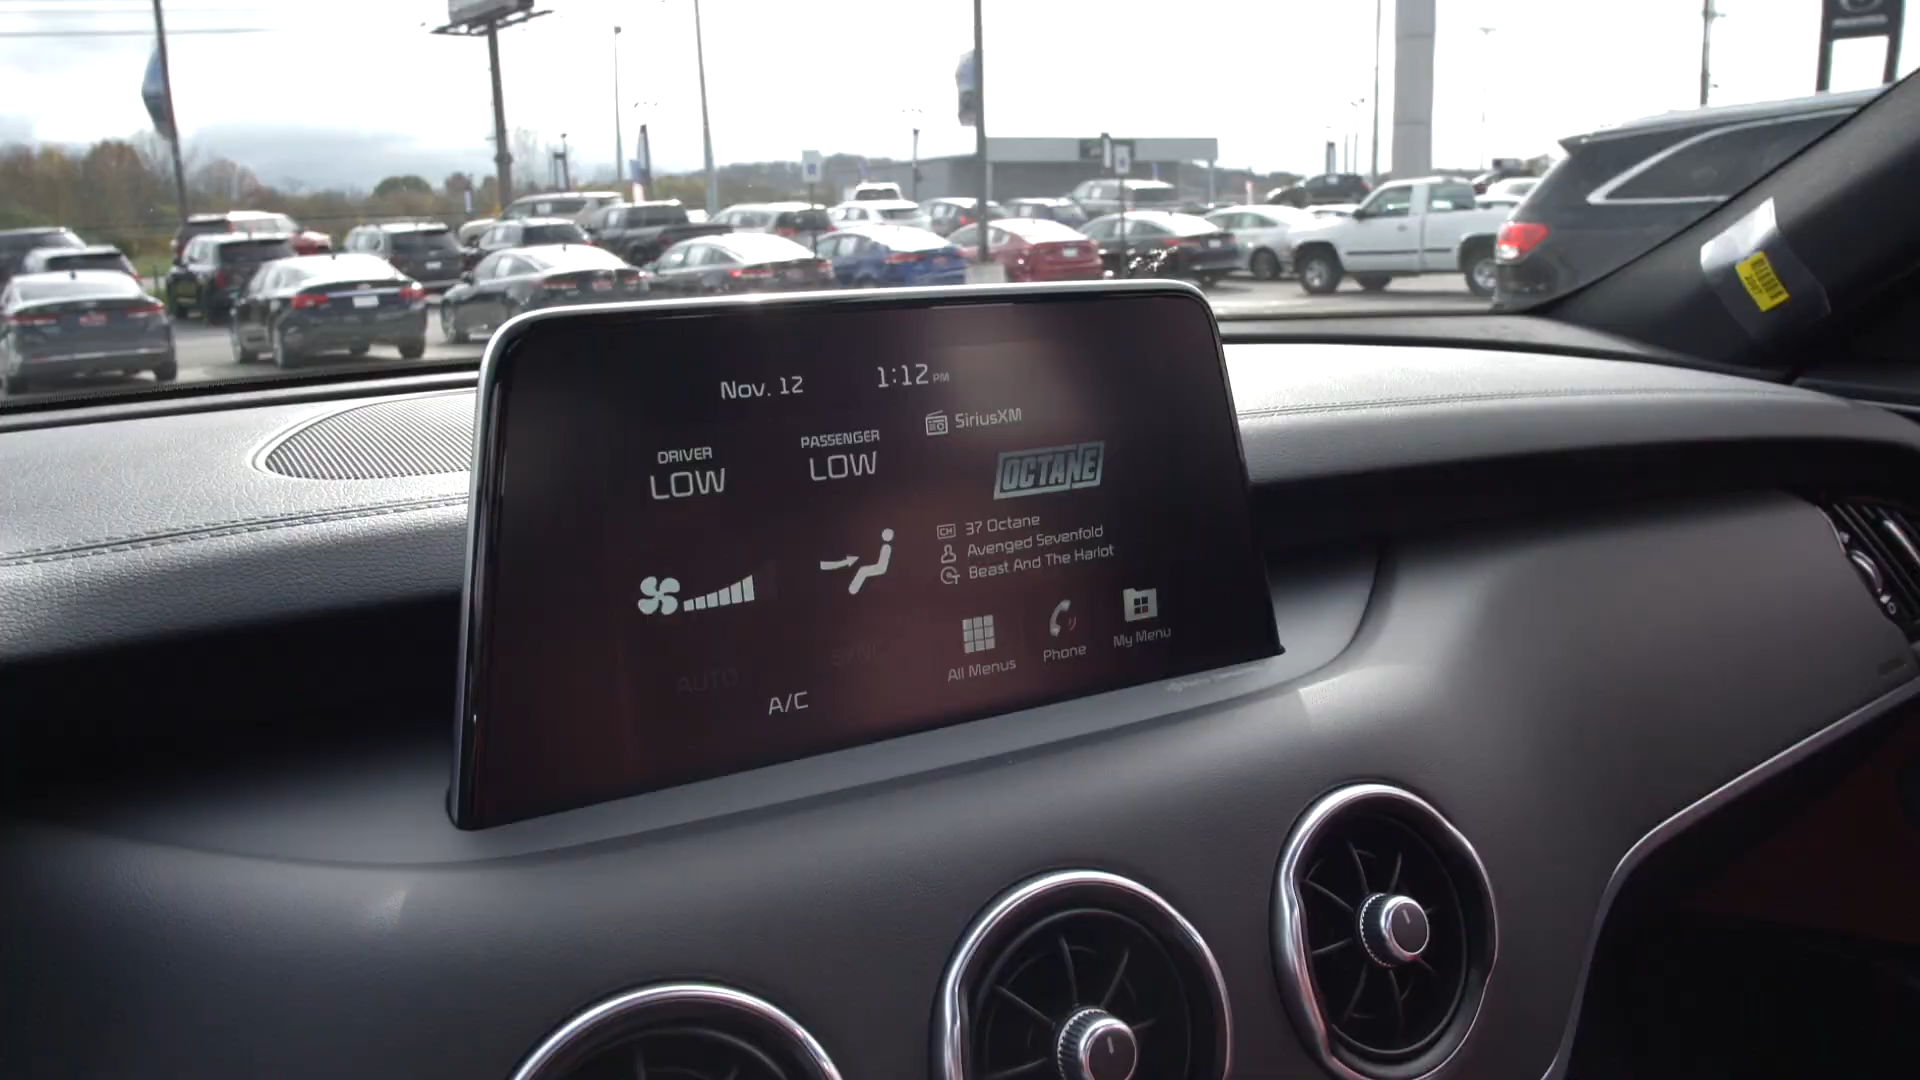 Nov. 12
1:12 PM
SiriusXM
DRIVER
LOW
PASSENGER
LOW
OCTANE
CH 37 Octane
Avenged Sevenfold
Beast And The Harlot
AUTO
SYNC
A/C
All Menus
Phone
My Menu